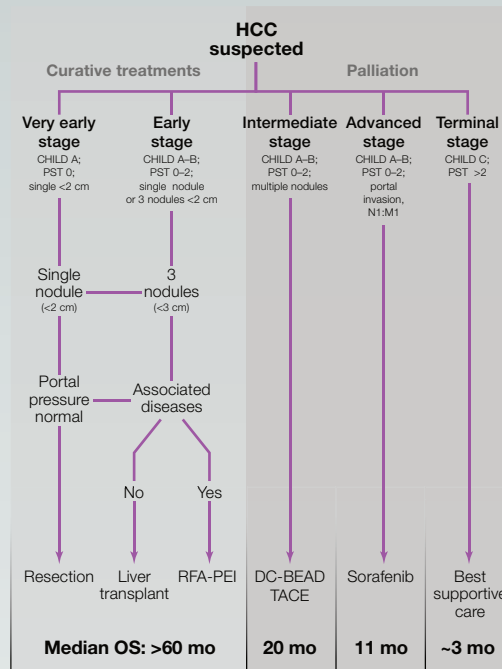 HCC
suspected
Curative treatments
Palliation
Very early
stage
CHILD A;
PST 0;
single <2 cm
Early
stage
CHILD A–B;
PST 0–2;
single nodule
or 3 nodules <2 cm
Intermediate
stage
CHILD A–B;
PST 0–2;
multiple nodules
Advanced
stage
CHILD A–B;
PST 0–2;
portal
invasion,
N1:M1
Terminal
stage
CHILD C;
PST >2
Single
nodule
(<2 cm)
3
nodules
(<3 cm)
Portal
pressure
normal
Associated
diseases
No
Yes
Resection
Liver
transplant
RFA-PEI
DC-BEAD
TACE
Sorafenib
Best
supportive
care
Median OS: >60 mo
20 mo
11 mo
~3 mo